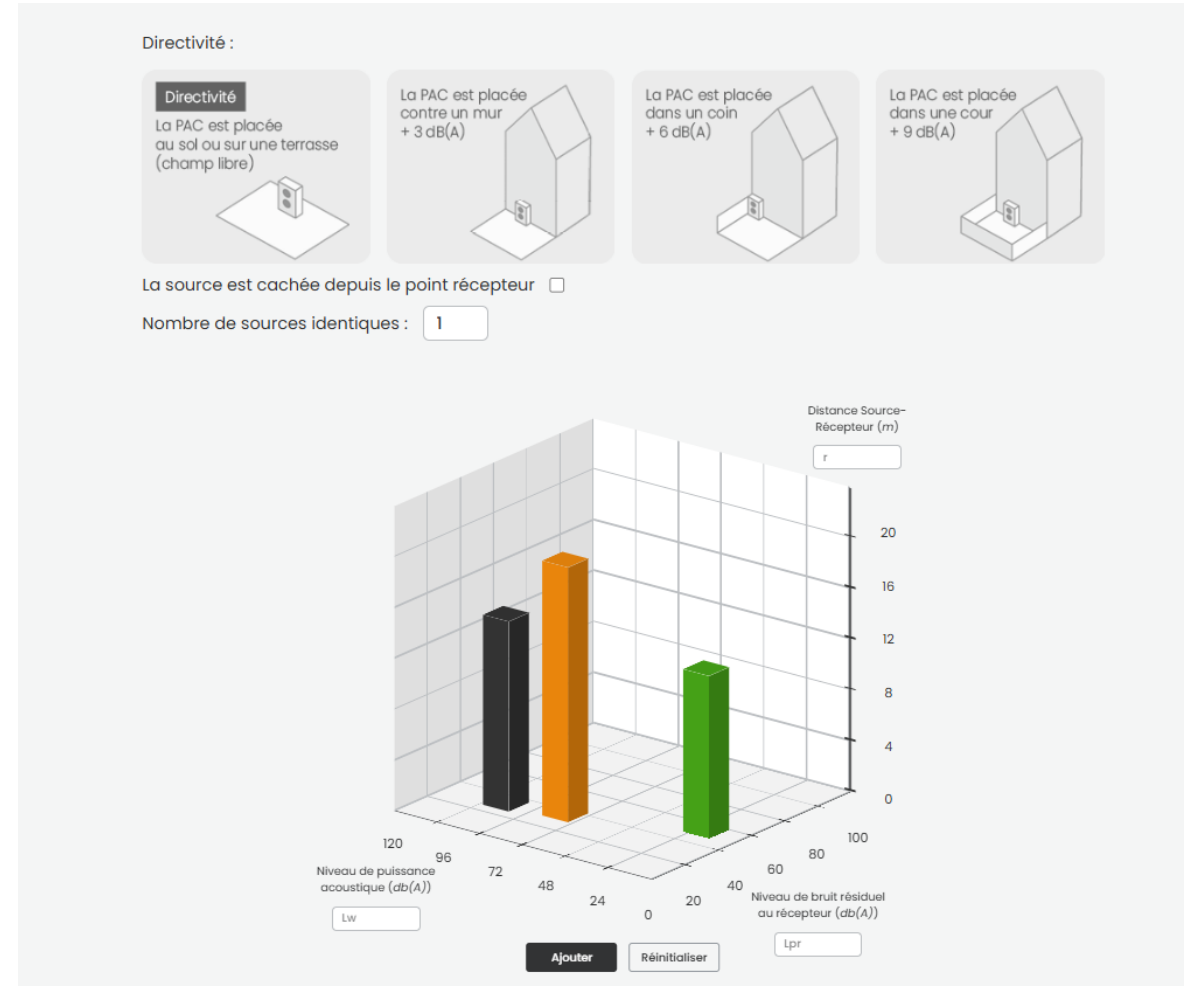 Directivité :
Directivité
La PAC est placée
au sol ou sur une terrasse
(champ libre)
La PAC est placée
contre un mur
+ 3 dB(A)
La PAC est placée
dans un coin
+ 6 dB(A)
La PAC est placée
dans une cour
+ 9 dB(A)
La source est cachée depuis le point récepteur
Nombre de sources identiques :
1
Distance Source-
Récepteur (m)
r
20
16
12
8
4
0
120
96
72
48
24
0
20
40
60
80
100
Niveau de puissance
acoustique (db(A))
Lw
Niveau de bruit résiduel
au récepteur (db(A))
Lpr
Ajouter
Réinitialiser